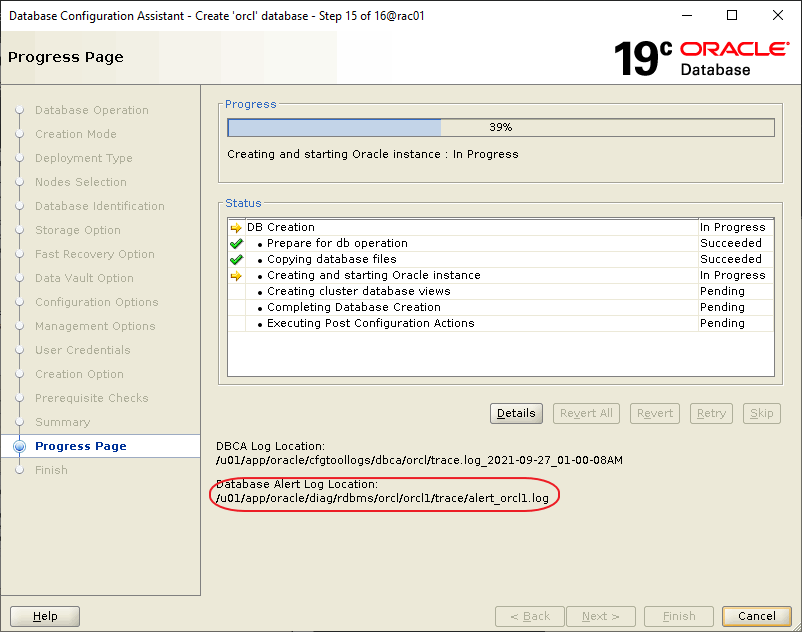 Database Configuration Assistant - Create 'orcl' database - Step 15 of 16@rac01
Progress Page
19c ORACLE
Database
Database Operation
Creation Mode
Deployment Type
Nodes Selection
Database Identification
Storage Option
Fast Recovery Option
Data Vault Option
Configuration Options
Management Options
User Credentials
Creation Option
Prerequisite Checks
Summary
Progress Page
Finish
Progress
39%
Creating and starting Oracle instance : In Progress
Status
DB Creation In Progress
• Prepare for db operation Succeeded
• Copying database files Succeeded
• Creating and starting Oracle instance In Progress
• Creating cluster database views Pending
• Completing Database Creation Pending
• Executing Post Configuration Actions Pending
Details Revert All Revert Retry Skip
DBCA Log Location:
/u01/app/oracle/cfgtoollogs/dbca/orcl/trace.log_2021-09-27_01-00-08AM
Database Alert Log Location:
/u01/app/oracle/diag/rdbms/orcl/orcl1/trace/alert_orcl1.log
Help < Back Next > Finish Cancel